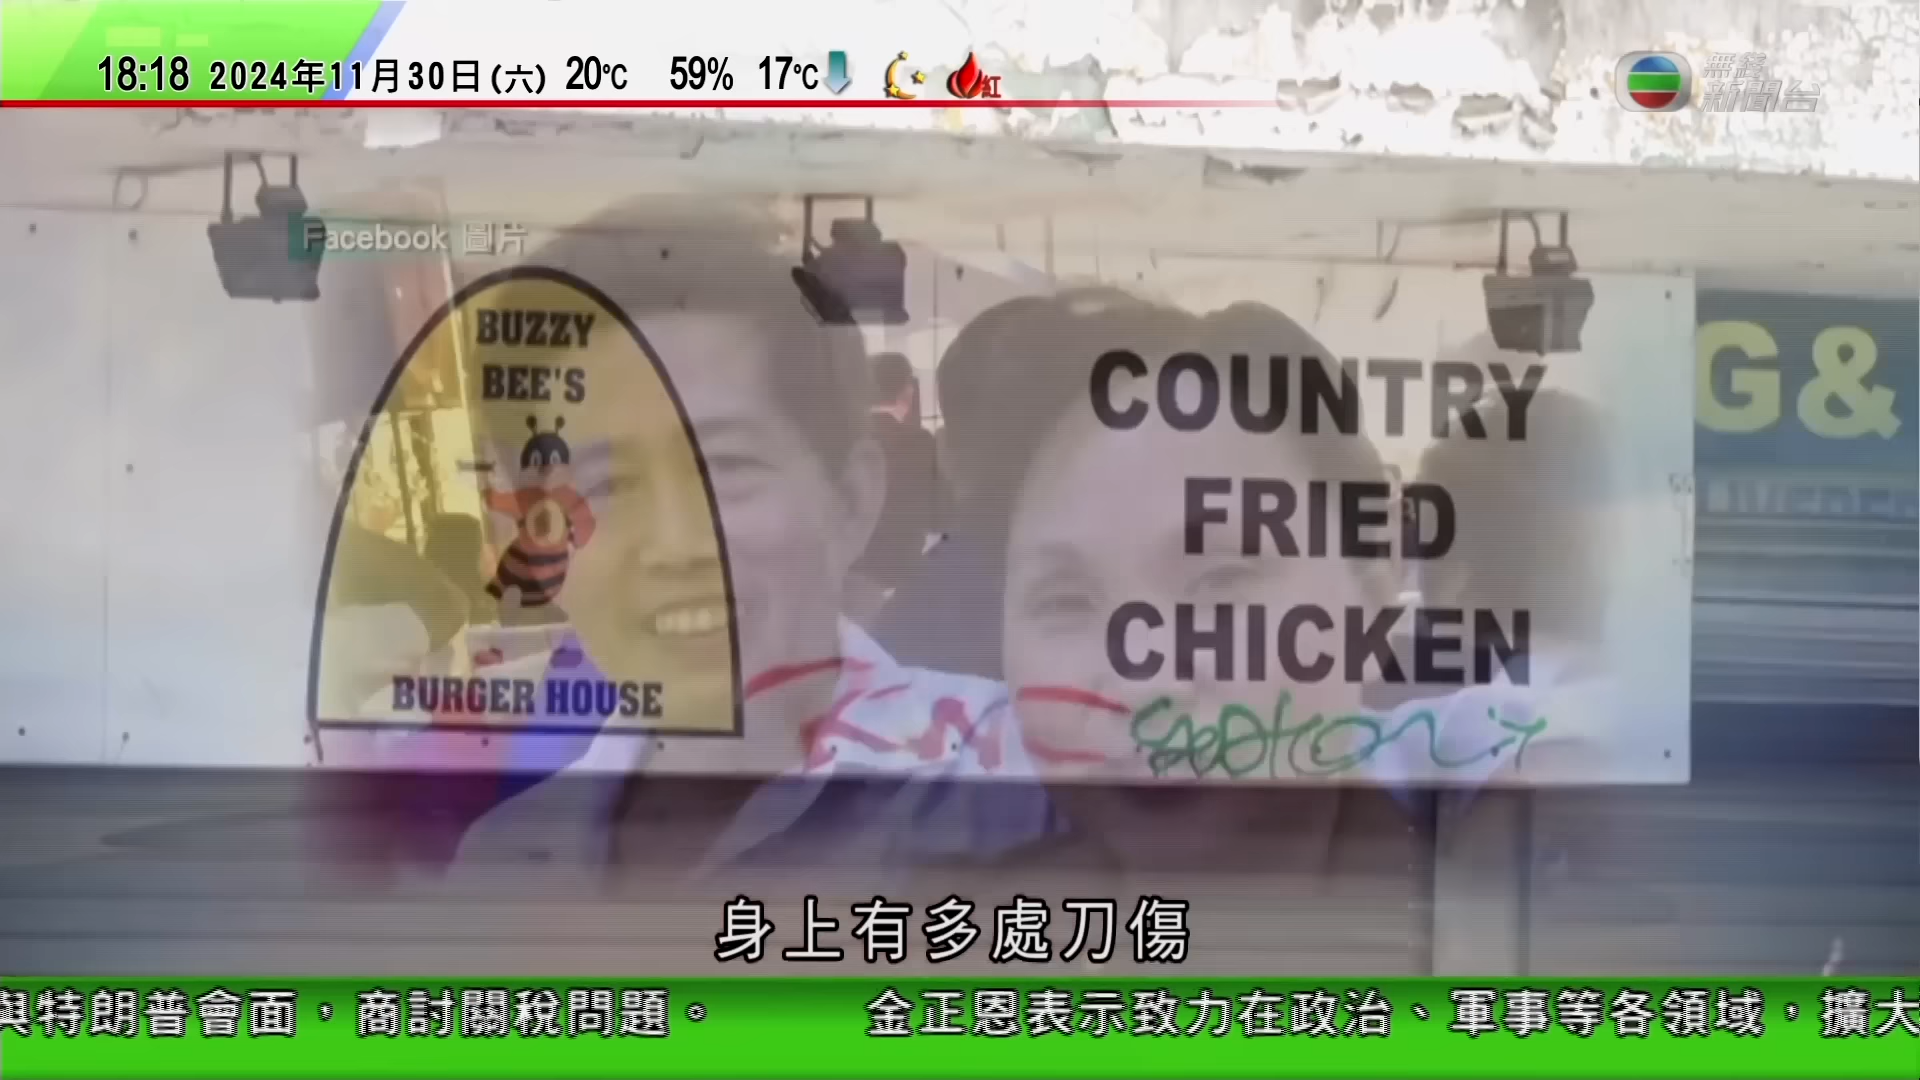 18:18 2024年11月30日(六) 20°C 59% 17°C 紅
無綫
新聞台
Facebook 圖片
BUZZY
BEE'S
BURGER HOUSE
COUNTRY
FRIED
CHICKEN
G&
身上有多處刀傷
與特朗普會面，商討關稅問題。 金正恩表示致力在政治、軍事等各領域，擴大